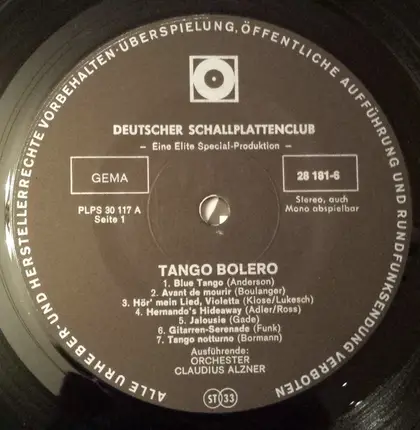 ALLE URHEBER- UND HERSTELLERRECHTE VORBEHALTEN · ÜBERSPIELUNG, ÖFFENTLICHE AUFFÜHRUNG UND RUNDFUNKSENDUNG VERBOTEN
DEUTSCHER SCHALLPLATTENCLUB
- Eine Elite Special-Produktion -
GEMA
28 181-6
PLPS 30 117 A
Seite 1
Stereo, auch
Mono abspielbar
TANGO BOLERO
1. Blue Tango (Anderson)
2. Avant de mourir (Boulanger)
3. Hör' mein Lied, Violetta (Klose/Lukesch)
4. Hernando's Hideaway (Adler/Ross)
5. Jalousie (Gade)
6. Gitarren-Serenade (Funk)
7. Tango notturno (Bormann)
Ausführende:
ORCHESTER
CLAUDIUS ALZNER
ST 33